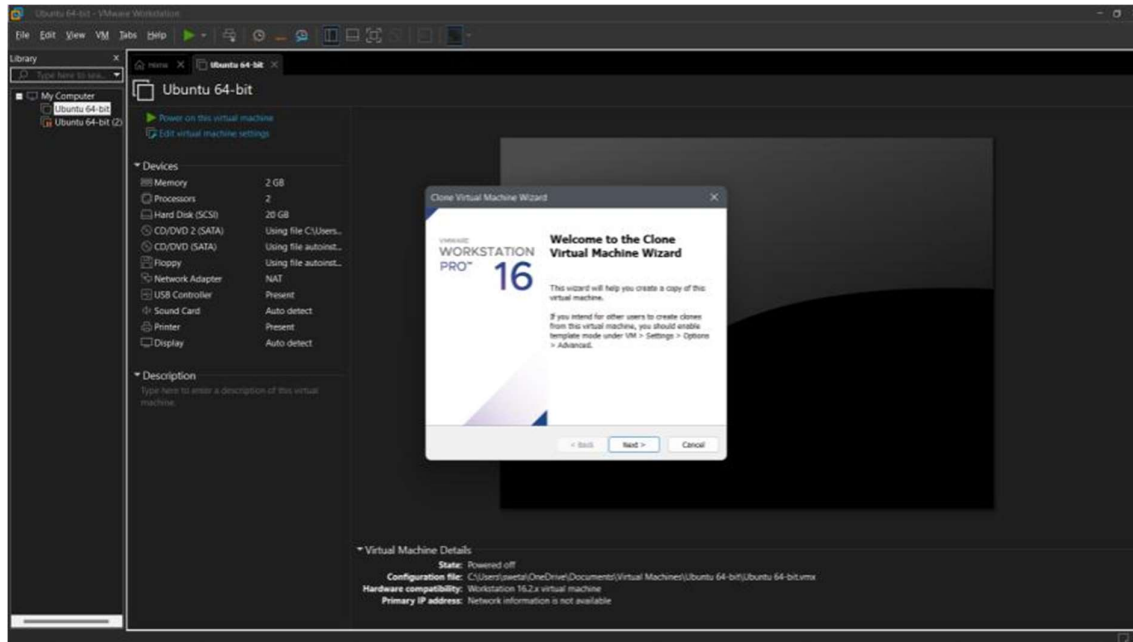 Ubuntu 64-bit - VMware Workstation
File Edit View VM Tabs Help
Library X
Type here to sea...
Home X Ubuntu 64-bit X
My Computer
Ubuntu 64-bit
Ubuntu 64-bit (2)
Ubuntu 64-bit
Power on this virtual machine
Edit virtual machine settings
Devices
Memory 2 GB
Processors 2
Hard Disk (SCSI) 20 GB
CD/DVD 2 (SATA) Using file C:\Users...
CD/DVD (SATA) Using file autoinst...
Floppy Using file autoinst...
Network Adapter NAT
USB Controller Present
Sound Card Auto detect
Printer Present
Display Auto detect
Description
Type here to enter a description of this virtual
machine.
Clone Virtual Machine Wizard
VMWARE
WORKSTATION
PRO™ 16
Welcome to the Clone
Virtual Machine Wizard
This wizard will help you create a copy of this
virtual machine.
If you intend for other users to create clones
from this virtual machine, you should enable
template mode under VM > Settings > Options
> Advanced.
< Back Next > Cancel
Virtual Machine Details
State: Powered off
Configuration file: C:\Users\sweta\OneDrive\Documents\Virtual Machines\Ubuntu 64-bit\Ubuntu 64-bit.vmx
Hardware compatibility: Workstation 16.2.x virtual machine
Primary IP address: Network information is not available